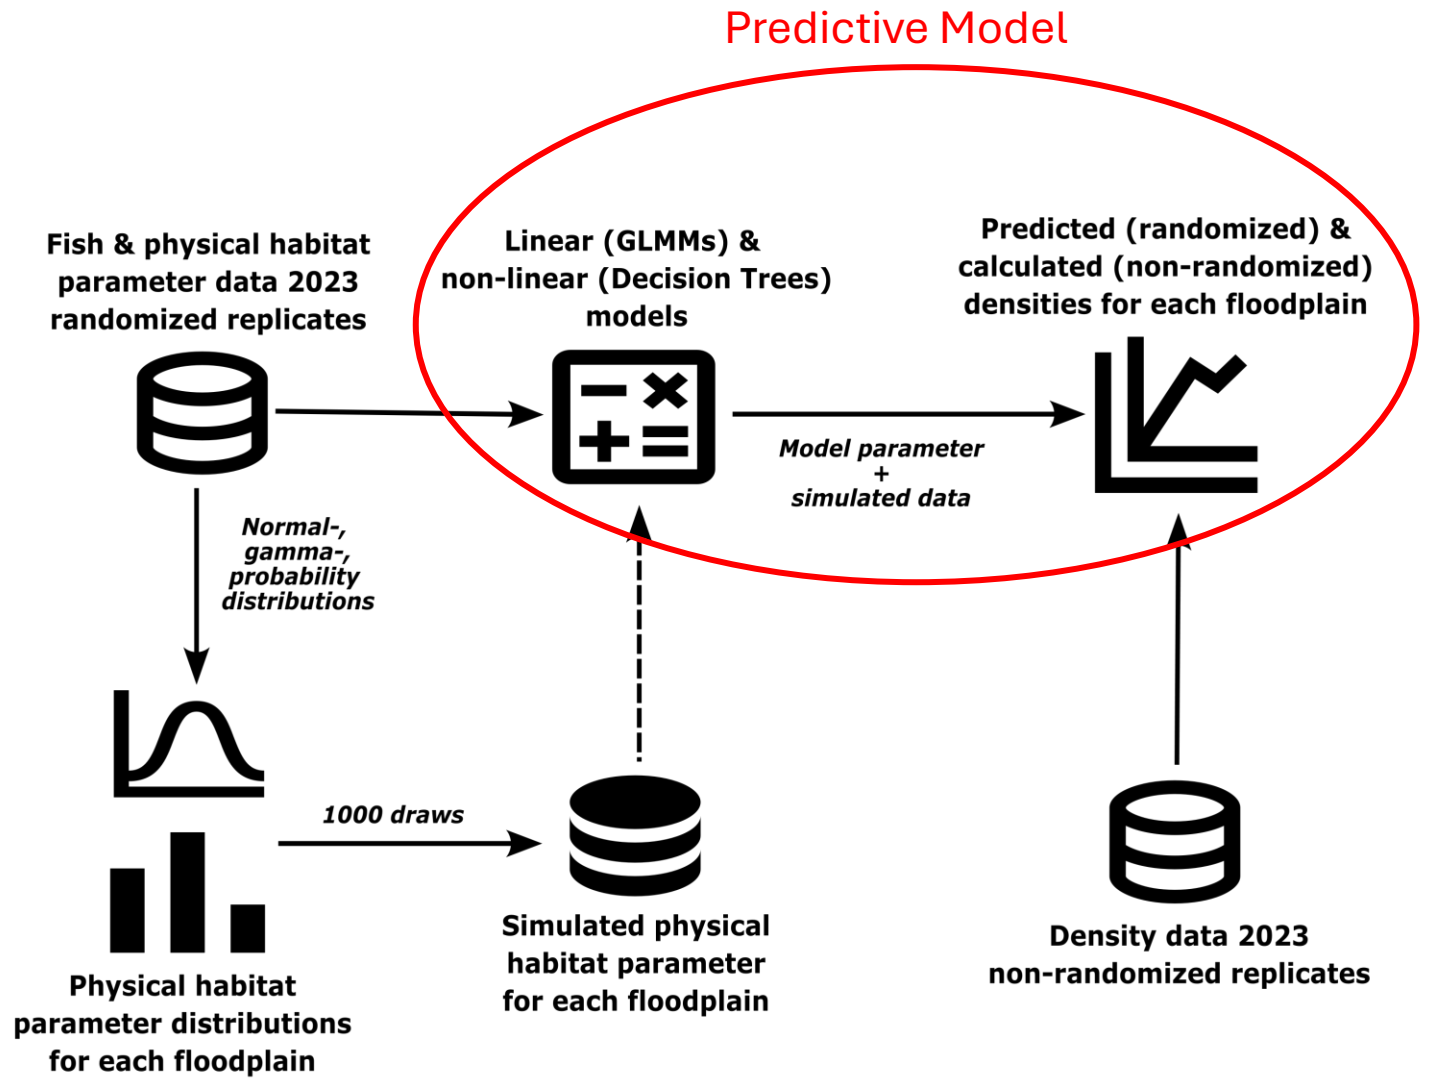 Predictive Model
Fish & physical habitat
parameter data 2023
randomized replicates
Linear (GLMMs) &
non-linear (Decision Trees)
models
Predicted (randomized) &
calculated (non-randomized)
densities for each floodplain
Model parameter
+
simulated data
Normal-,
gamma-,
probability
distributions
1000 draws
Physical habitat
parameter distributions
for each floodplain
Simulated physical
habitat parameter
for each floodplain
Density data 2023
non-randomized replicates